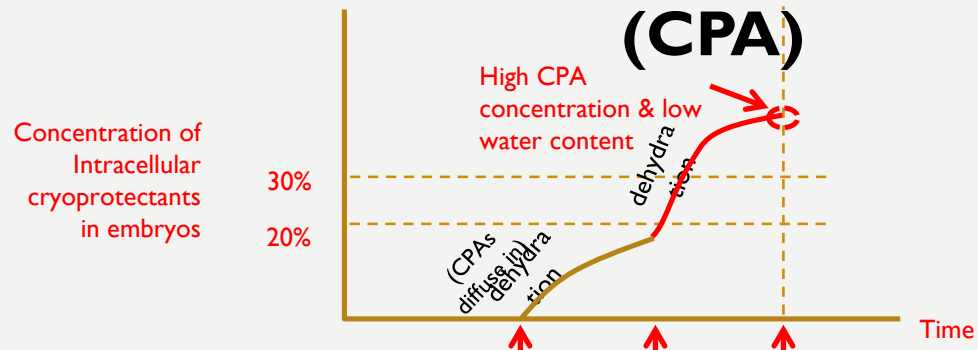 (CPA)
High CPA
concentration & low
water content
Concentration of
Intracellular
cryoprotectants
in embryos
30%
20%
dehydra
tion
(CPAs
diffuse in)
dehydra
tion
Time